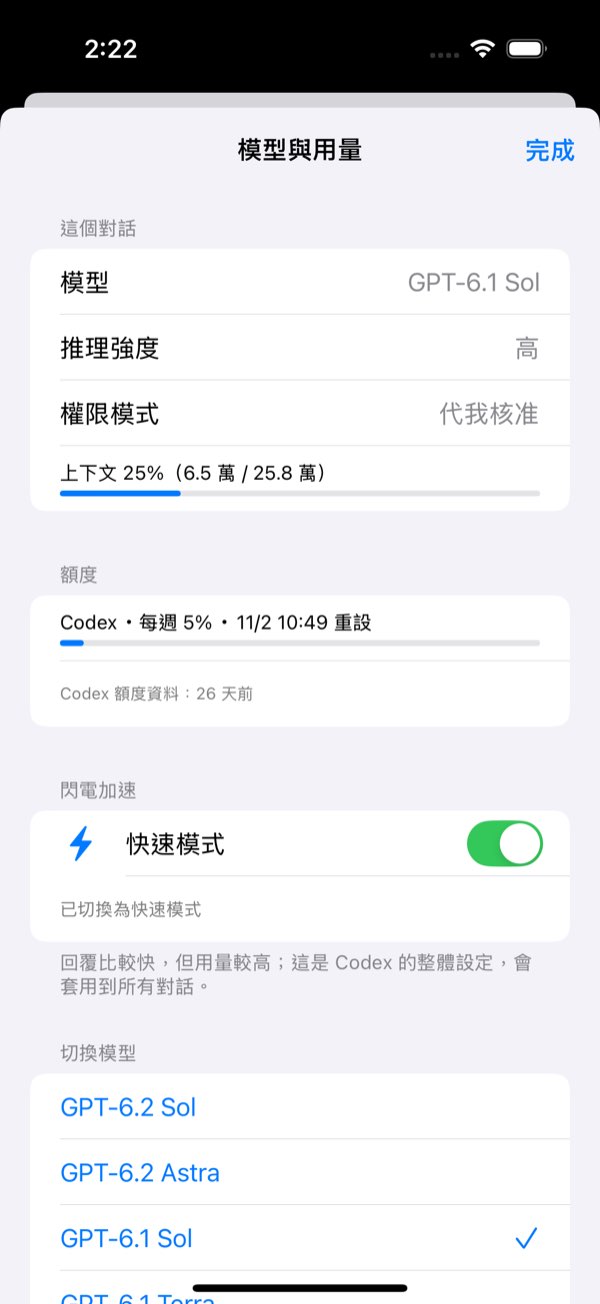 2:22
模型與用量
完成
這個對話
模型
GPT-6.1 Sol
推理強度
高
權限模式
代我核准
上下文 25%（6.5 萬 / 25.8 萬）
額度
Codex・每週 5%・11/2 10:49 重設
Codex 額度資料：26 天前
閃電加速
快速模式
已切換為快速模式
回覆比較快，但用量較高；這是 Codex 的整體設定，會
套用到所有對話。
切換模型
GPT-6.2 Sol
GPT-6.2 Astra
GPT-6.1 Sol
GPT-6.1 Terra